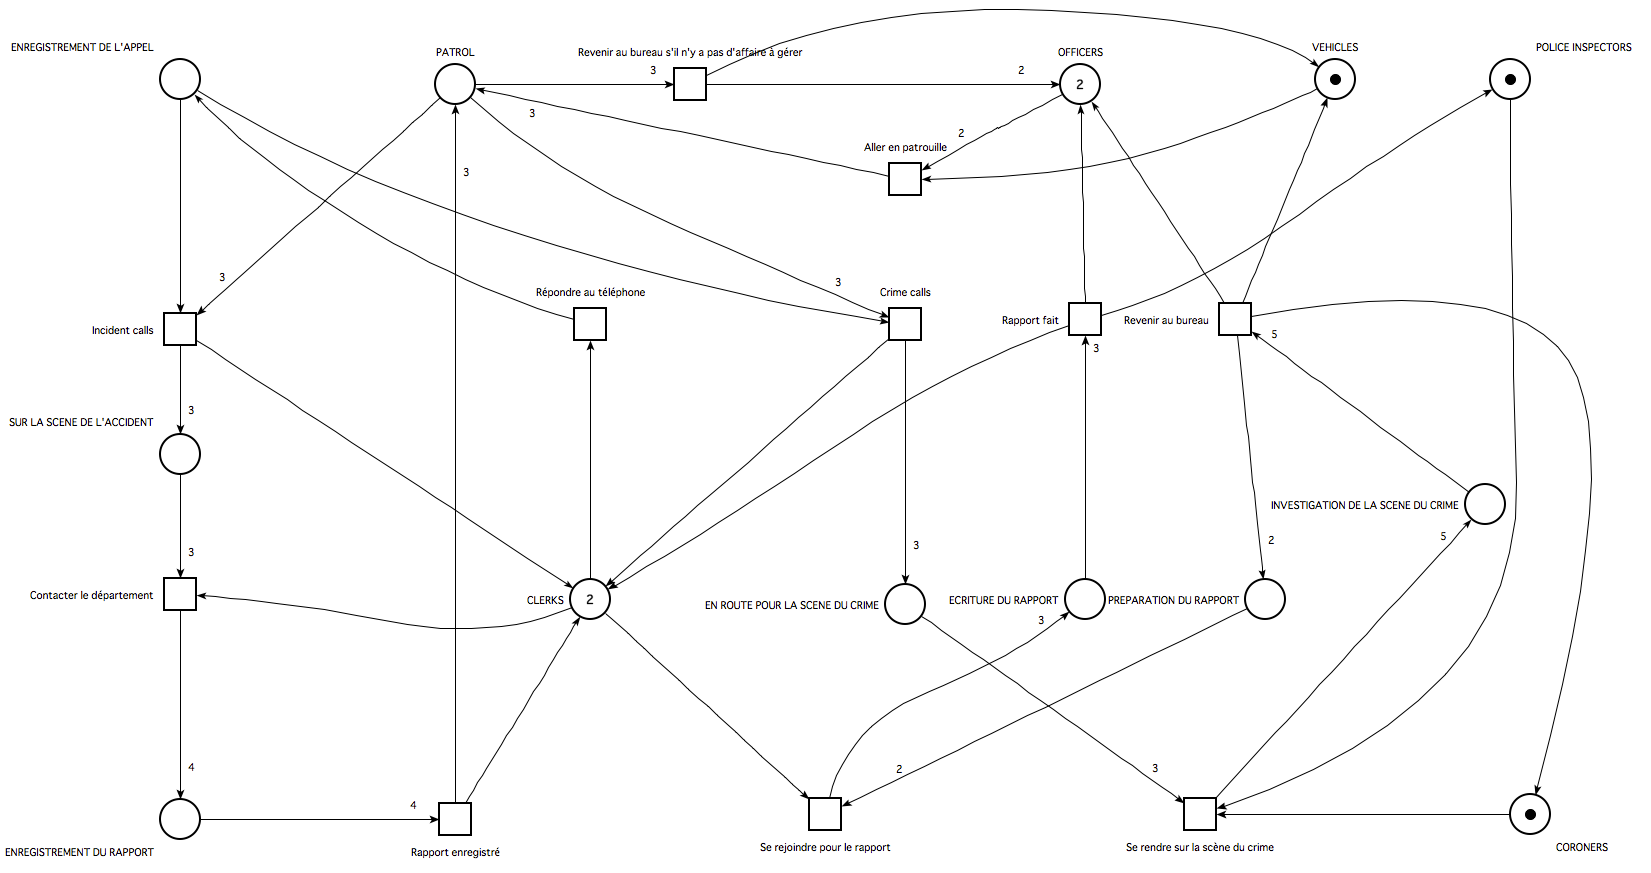 ENREGISTREMENT DE L'APPEL
PATROL
Revenir au bureau s'il n'y a pas d'affaire à gérer
OFFICERS
VEHICLES
POLICE INSPECTORS
3
2
2
3
2
Aller en patrouille
3
3
3
Répondre au téléphone
Crime calls
Incident calls
Rapport fait
Revenir au bureau
5
3
3
SUR LA SCENE DE L'ACCIDENT
INVESTIGATION DE LA SCENE DU CRIME
5
2
3
3
Contacter le département
CLERKS
2
EN ROUTE POUR LA SCENE DU CRIME
ECRITURE DU RAPPORT
PREPARATION DU RAPPORT
3
4
2
3
4
ENREGISTREMENT DU RAPPORT
Rapport enregistré
Se rejoindre pour le rapport
Se rendre sur la scène du crime
CORONERS